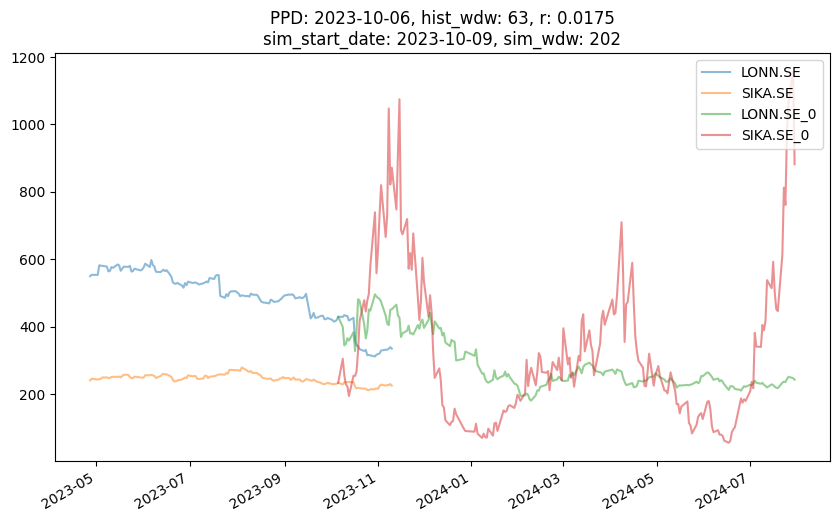 PPD: 2023-10-06, hist_wdw: 63, r: 0.0175
sim_start_date: 2023-10-09, sim_wdw: 202
1200
1000
800
600
400
200
LONN.SE
SIKA.SE
LONN.SE_0
SIKA.SE_0
2023-05
2023-07
2023-09
2023-11
2024-01
2024-03
2024-05
2024-07